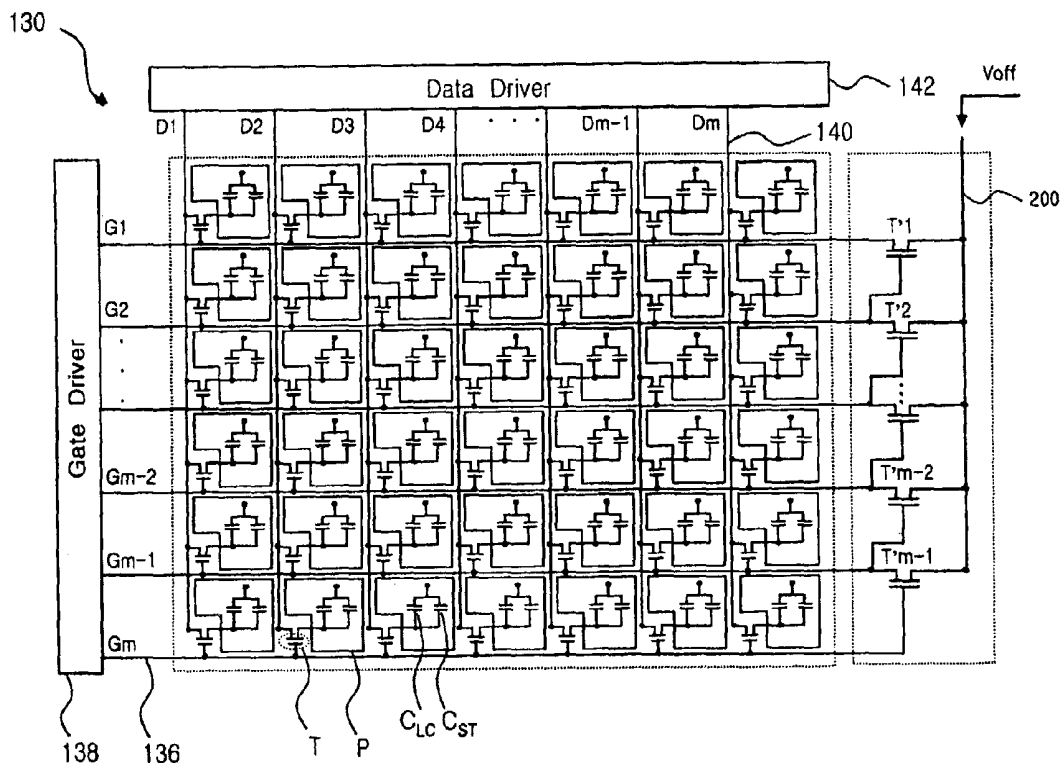 130
Data Driver
142
Voff
D1 D2 D3 D4 . . . . Dm-1 Dm
140
200
Gate Driver
G1
T'1
G2
T'2
Gm-2
T'm-2
Gm-1
T'm-1
Gm
138
136
T
P
CLC
CST